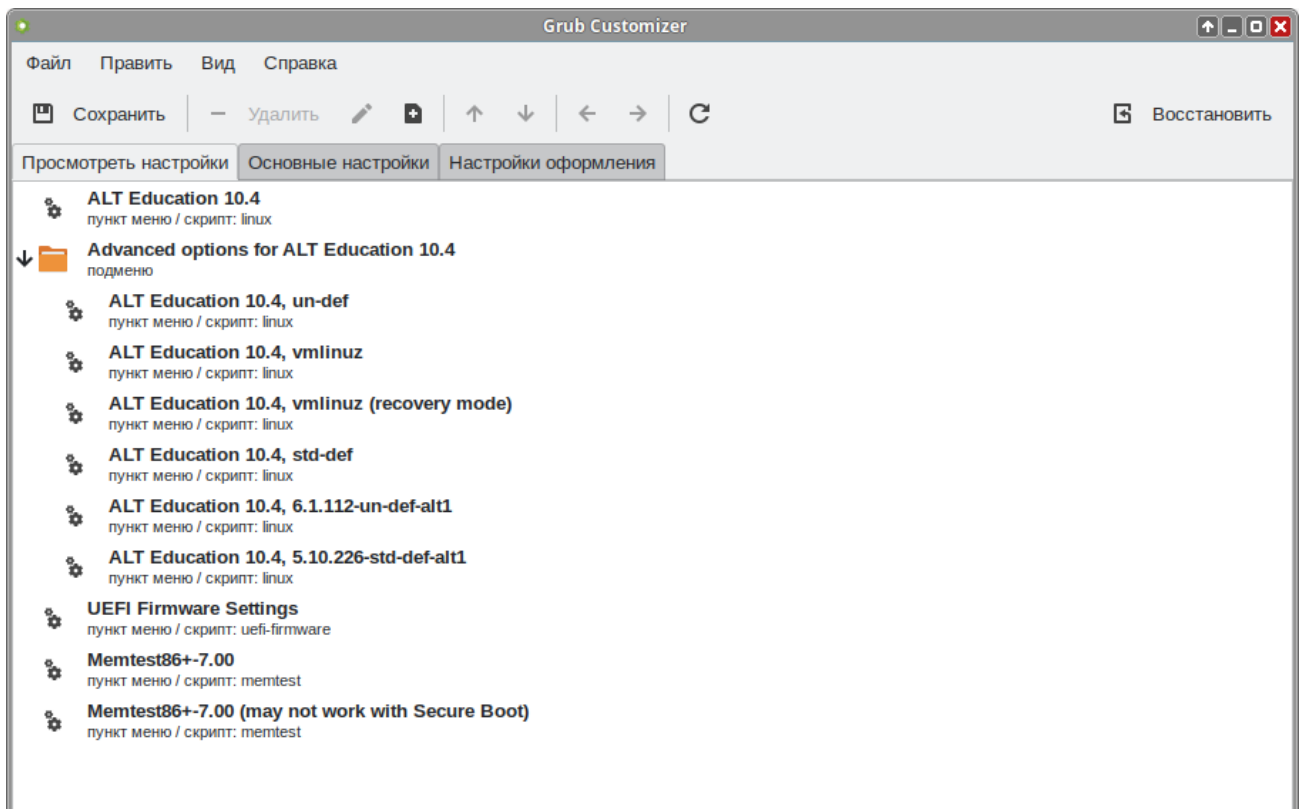 Grub Customizer
Файл Править Вид Справка
Сохранить Удалить Восстановить
Просмотреть настройки Основные настройки Настройки оформления
ALT Education 10.4
пункт меню / скрипт: linux
Advanced options for ALT Education 10.4
подменю
ALT Education 10.4, un-def
пункт меню / скрипт: linux
ALT Education 10.4, vmlinuz
пункт меню / скрипт: linux
ALT Education 10.4, vmlinuz (recovery mode)
пункт меню / скрипт: linux
ALT Education 10.4, std-def
пункт меню / скрипт: linux
ALT Education 10.4, 6.1.112-un-def-alt1
пункт меню / скрипт: linux
ALT Education 10.4, 5.10.226-std-def-alt1
пункт меню / скрипт: linux
UEFI Firmware Settings
пункт меню / скрипт: uefi-firmware
Memtest86+-7.00
пункт меню / скрипт: memtest
Memtest86+-7.00 (may not work with Secure Boot)
пункт меню / скрипт: memtest